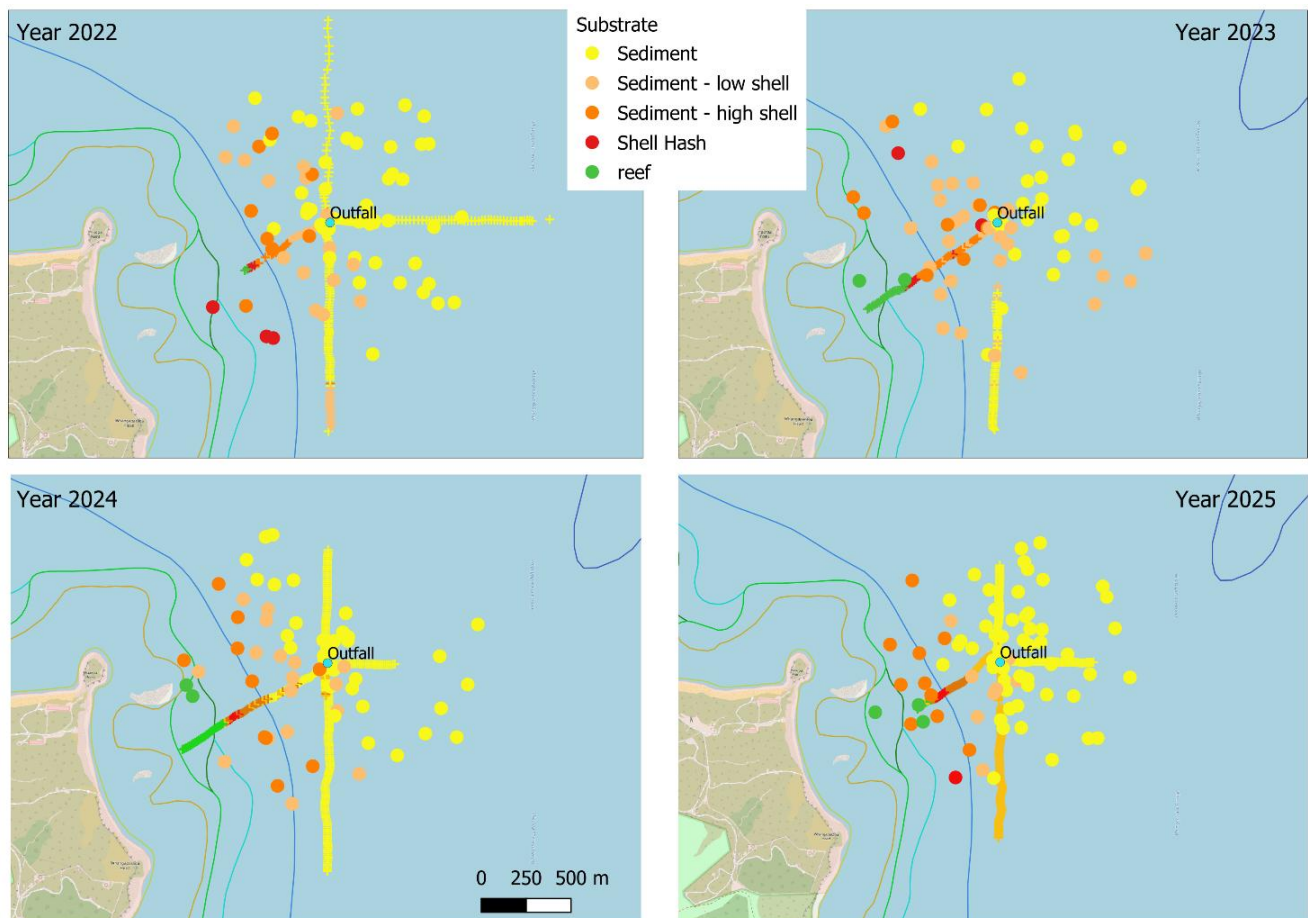 Year 2022
Substrate
Sediment
Sediment - low shell
Sediment - high shell
Shell Hash
reef
Year 2023
Outfall
Outfall
Year 2024
Year 2025
Outfall
Outfall
0 250 500 m